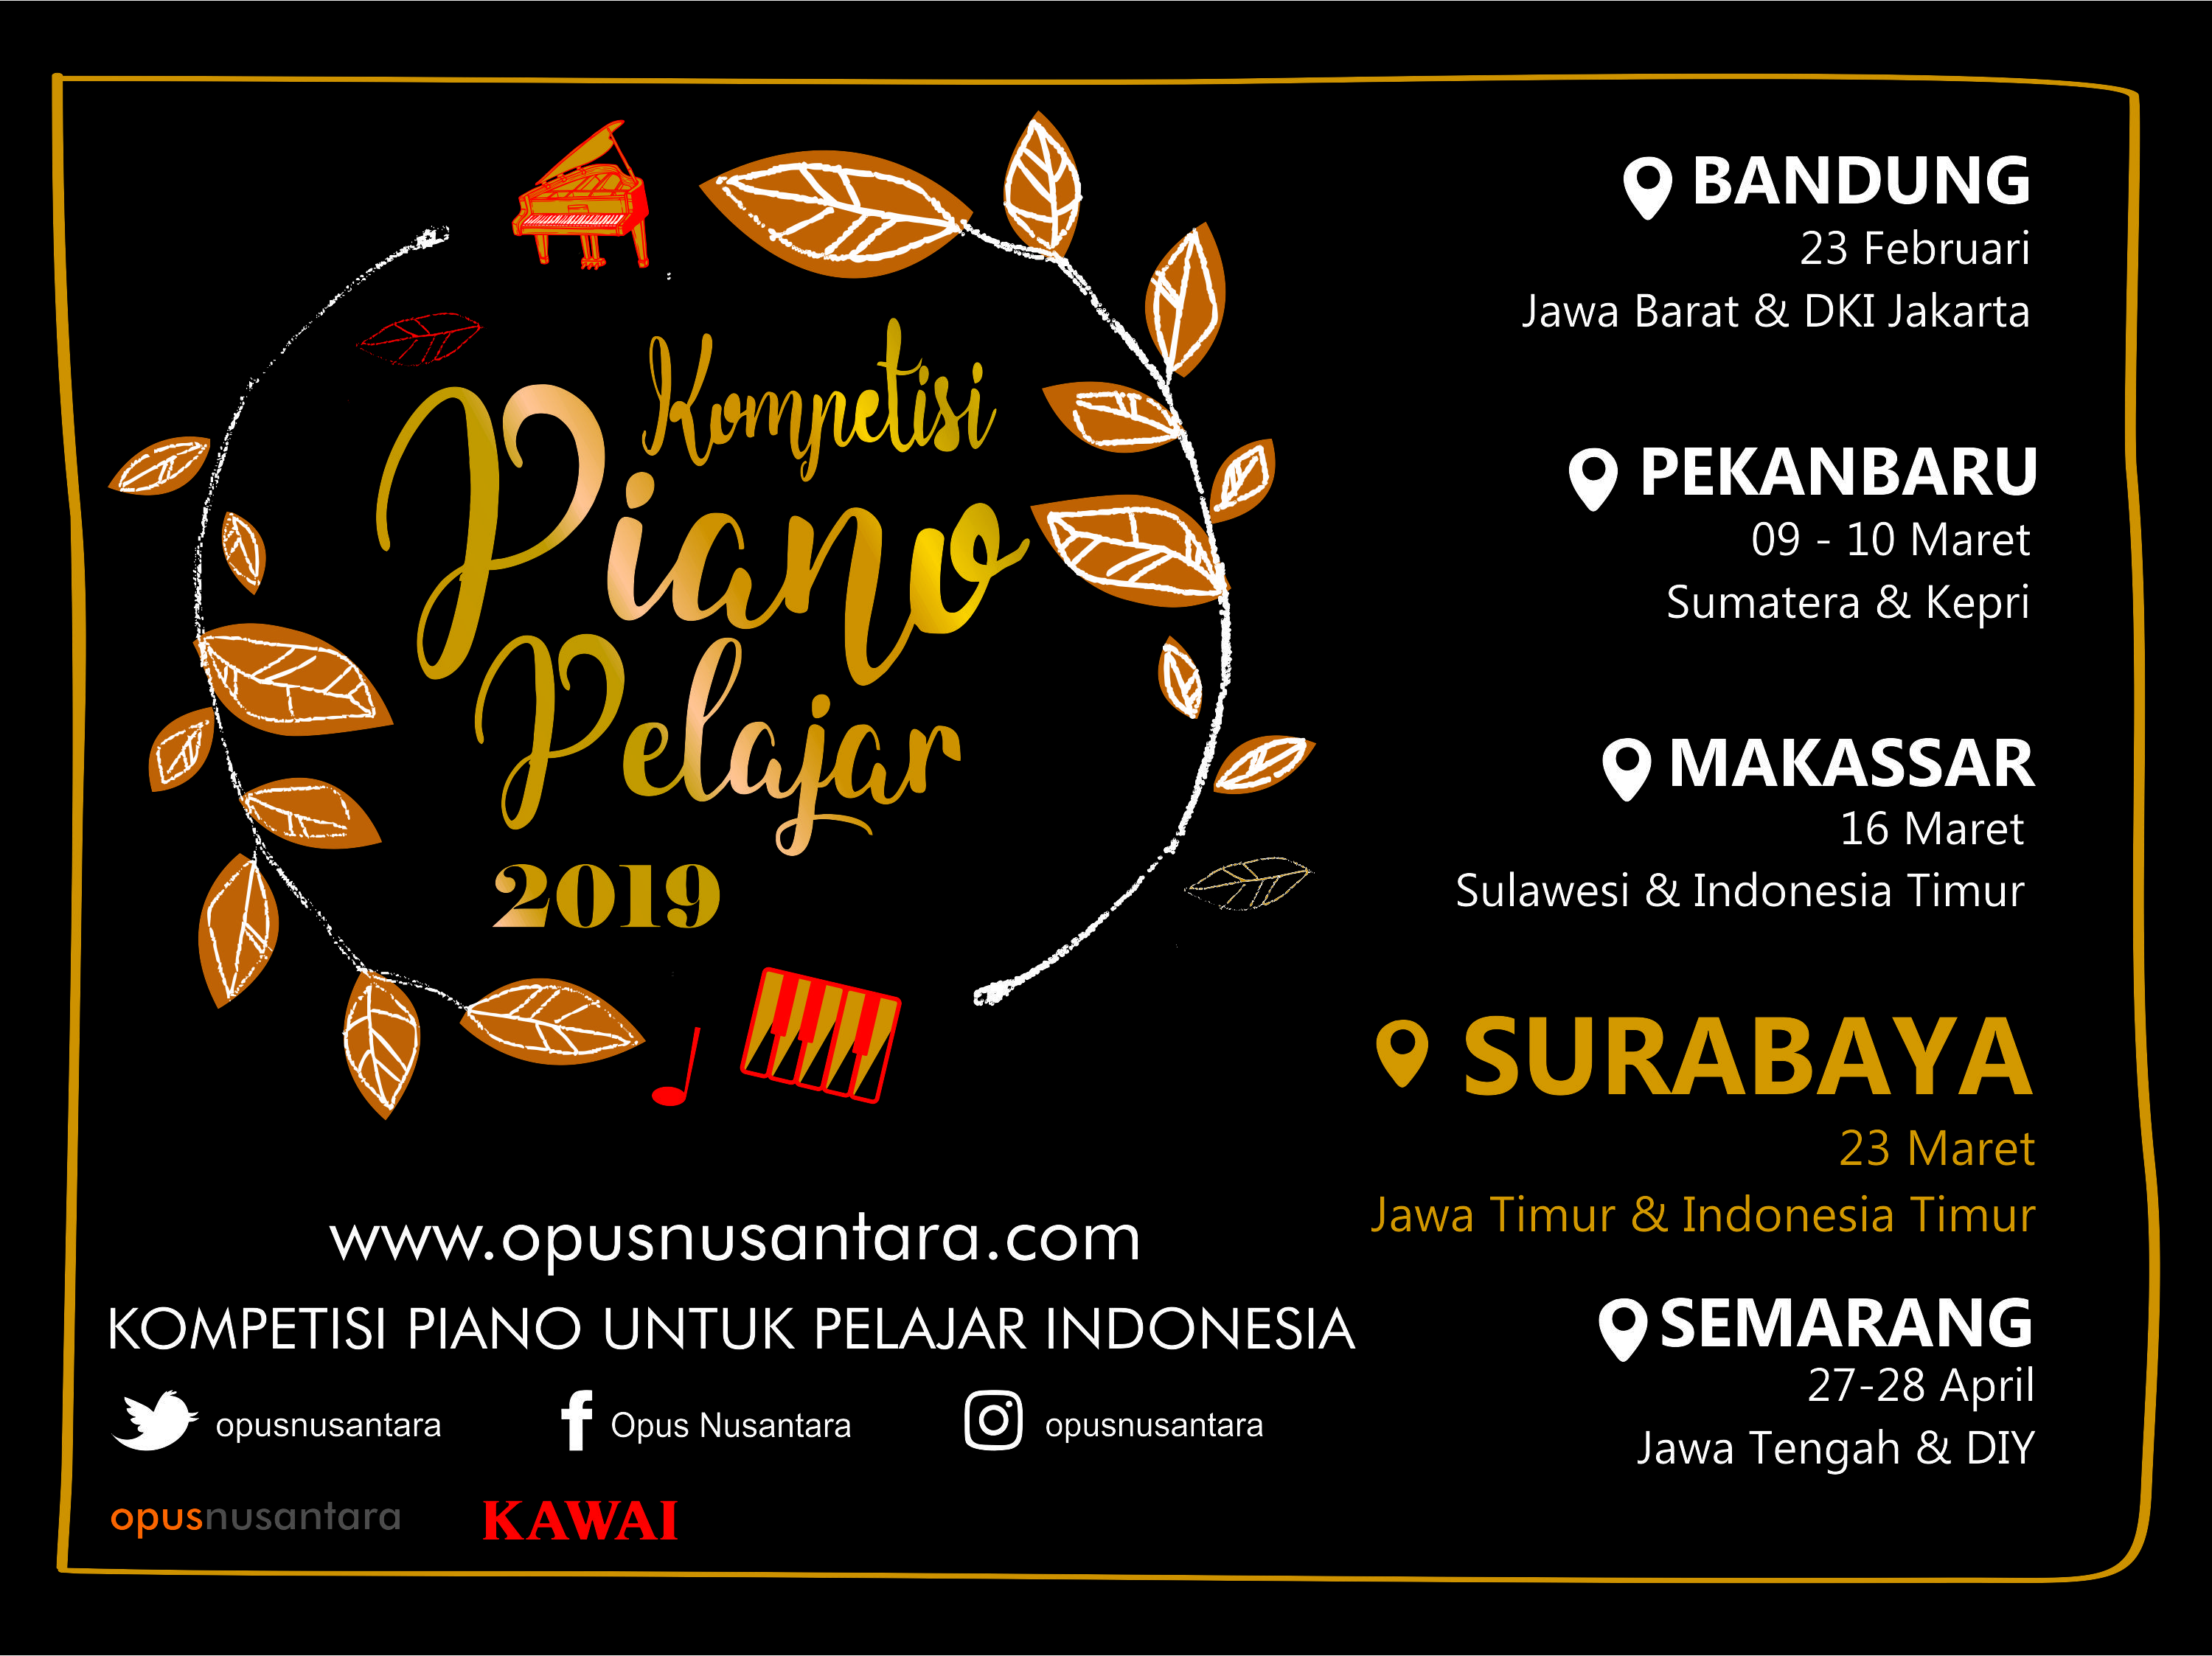 Kompetisi
Piano
Pelajar
2019
www.opusnusantara.com
KOMPETISI PIANO UNTUK PELAJAR INDONESIA
opusnusantara
Opus Nusantara
opusnusantara
opusnusantara
KAWAI
BANDUNG
23 Februari
Jawa Barat & DKI Jakarta
PEKANBARU
09 - 10 Maret
Sumatera & Kepri
MAKASSAR
16 Maret
Sulawesi & Indonesia Timur
SURABAYA
23 Maret
Jawa Timur & Indonesia Timur
SEMARANG
27-28 April
Jawa Tengah & DIY